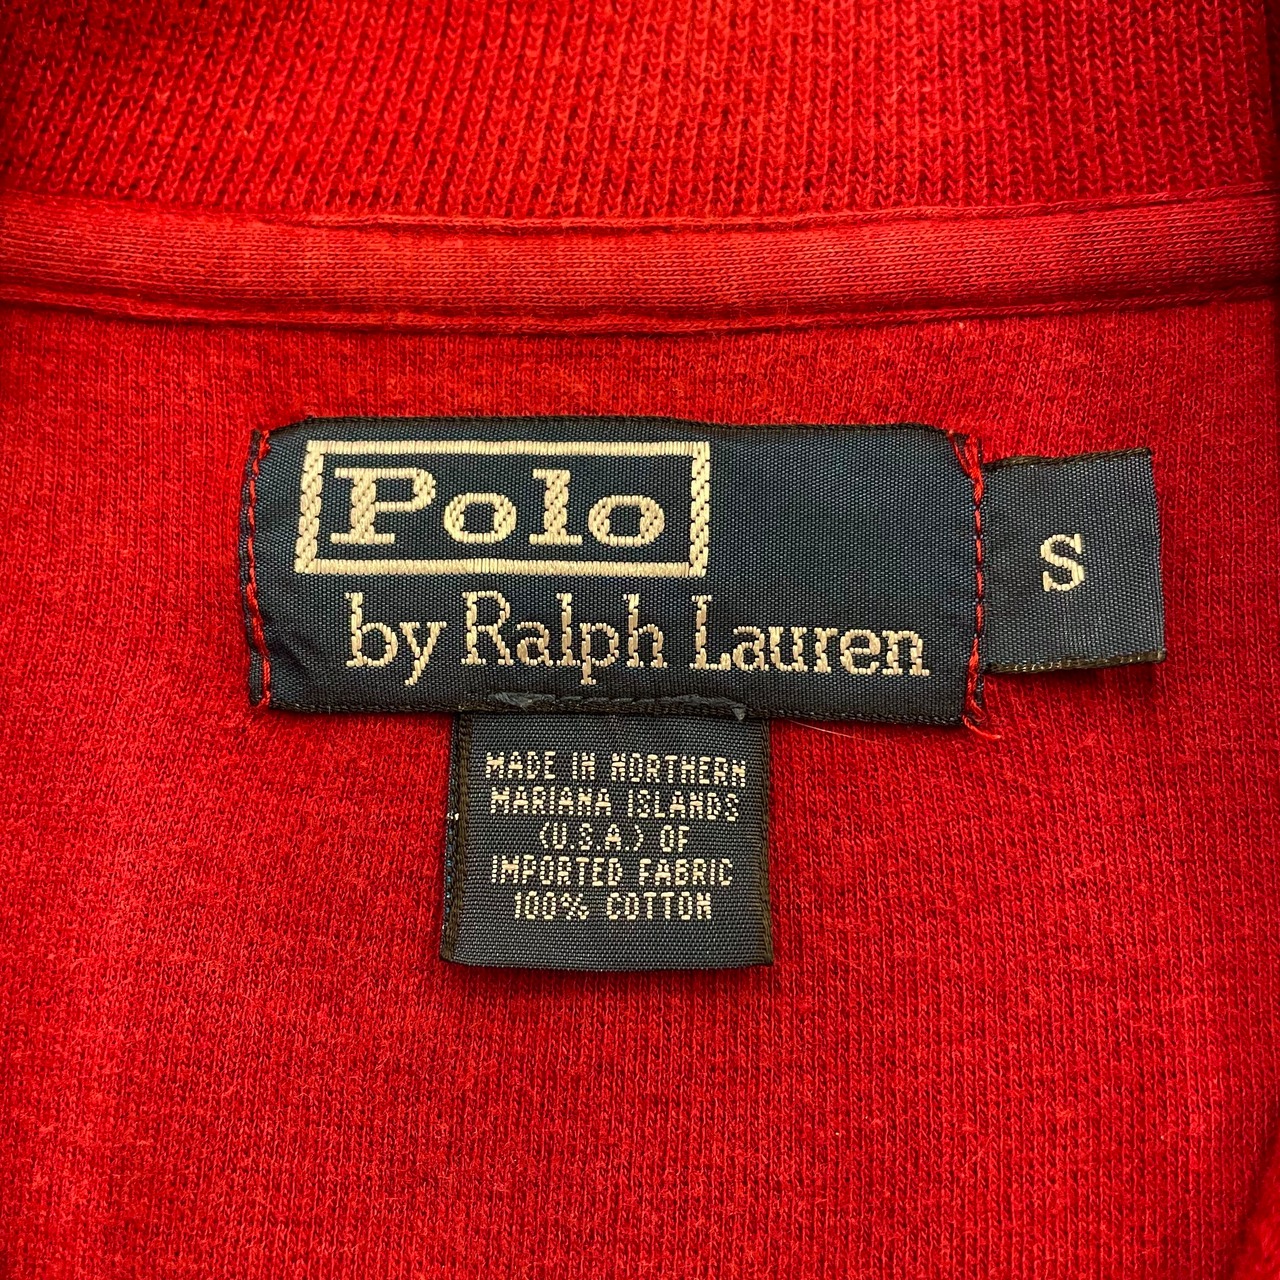 Polo
by Ralph Lauren
S
MADE IN NORTHERN
MARIANA ISLANDS
(U.S.A) OF
IMPORTED FABRIC
100% COTTON